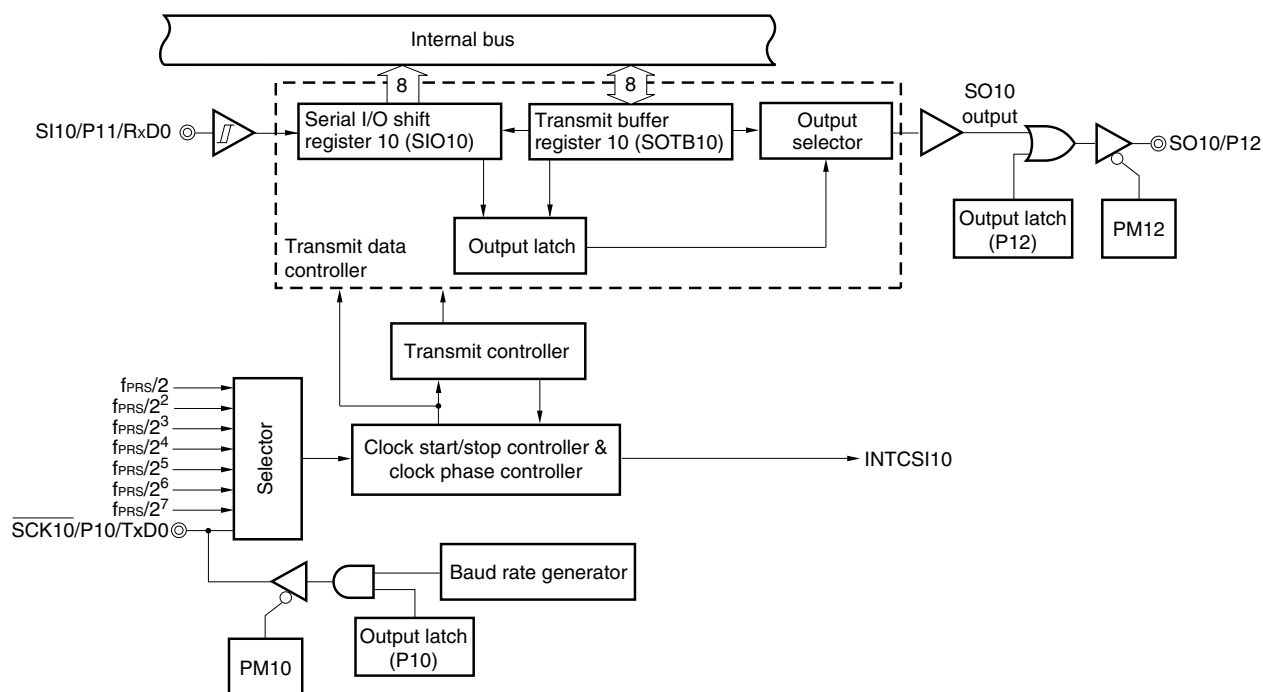 Internal bus
8
8
SI10/P11/RxD0
Serial I/O shift
register 10 (SIO10)
Transmit buffer
register 10 (SOTB10)
Output
selector
SO10
output
SO10/P12
Output latch
(P12)
PM12
Output latch
Transmit data
controller
Transmit controller
fPRS/2
fPRS/2²
fPRS/2³
fPRS/2⁴
fPRS/2⁵
fPRS/2⁶
fPRS/2⁷
SCK10/P10/TxD0
Selector
Clock start/stop controller &
clock phase controller
INTCSI10
Baud rate generator
Output latch
(P10)
PM10